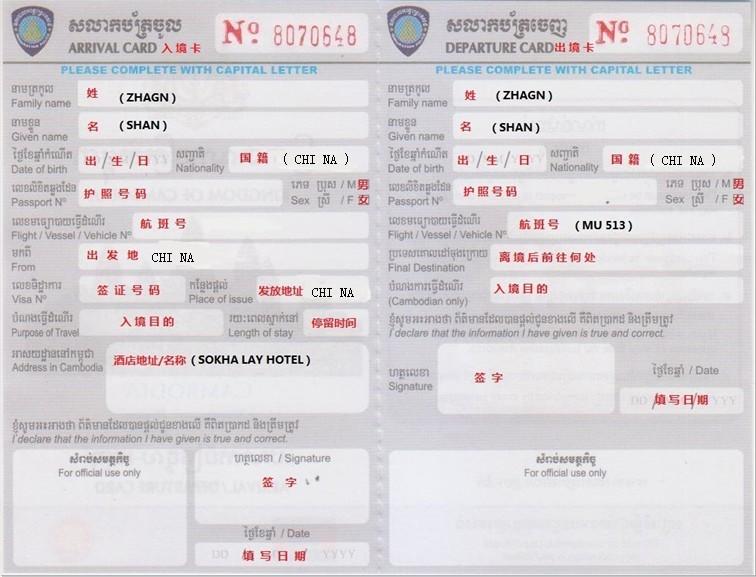 សលាកប័ត្រចូល
ARRIVAL CARD 入境卡
Nº 8070648
PLEASE COMPLETE WITH CAPITAL LETTER
នាមត្រកូល
Family name 姓 (ZHAGN)
នាមខ្លួន
Given name 名 (SHAN)
ថ្ងៃខែឆ្នាំកំណើត សញ្ជាតិ
Date of birth 出/生/日 Nationality 国籍 (CHI NA)
លេខលិខិតឆ្លងដែន ភេទ ប្រុស / M 男
Passport Nº 护照号码 Sex ស្រី / F 女
លេខមធ្យោបាយធ្វើដំណើរ
Flight / Vessel / Vehicle Nº 航班号
មកពី
From 出发地 CHI NA
លេខទិដ្ឋាការ កន្លែងផ្តល់
Visa Nº 签证号码 Place of issue 发放地址 CHI NA
បំណងធ្វើដំណើរ រយៈពេលស្នាក់នៅ
Purpose of Travel 入境目的 Length of stay 停留时间
អាសយដ្ឋាននៅកម្ពុជា
Address in Cambodia 酒店地址/名称 (SOKHA LAY HOTEL)
ខ្ញុំសូមអះអាងថា ព័ត៌មានដែលបានផ្តល់ជូនខាងលើ គឺពិតប្រាកដ និងត្រឹមត្រូវ
I declare that the information I have given is true and correct.
សំរាប់សមត្ថកិច្ច
For official use only
ហត្ថលេខា / Signature
签字
ថ្ងៃខែឆ្នាំ / Date
DD 填写日期 YYYY
សលាកប័ត្រចេញ
DEPARTURE CARD 出境卡
Nº 8070648
PLEASE COMPLETE WITH CAPITAL LETTER
នាមត្រកូល
Family name 姓 (ZHAGN)
នាមខ្លួន
Given name 名 (SHAN)
ថ្ងៃខែឆ្នាំកំណើត សញ្ជាតិ
Date of birth 出/生/日 Nationality 国籍 (CHI NA)
លេខលិខិតឆ្លងដែន ភេទ ប្រុស / M 男
Passport Nº 护照号码 Sex ស្រី / F 女
លេខមធ្យោបាយធ្វើដំណើរ
Flight / Vessel / Vehicle Nº 航班号 (MU 513)
ប្រទេសគោលដៅចុងក្រោយ
Final Destination 离境后前往何处
បំណងការធ្វើដំណើរ
(Cambodian only) 入境目的
ខ្ញុំសូមអះអាងថា ព័ត៌មានដែលបានផ្តល់ជូនខាងលើ គឺពិតប្រាកដ និងត្រឹមត្រូវ
I declare that the information I have given is true and correct.
ហត្ថលេខា
Signature 签字
ថ្ងៃខែឆ្នាំ / Date
DD 填写日期 YYYY
សំរាប់សមត្ថកិច្ច
For official use only